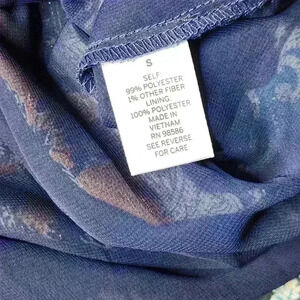 S
SELF
99% POLYESTER
1% OTHER FIBER
LINING
100% POLYESTER
MADE IN
VIETNAM
RN 98586
SEE REVERSE
FOR CARE